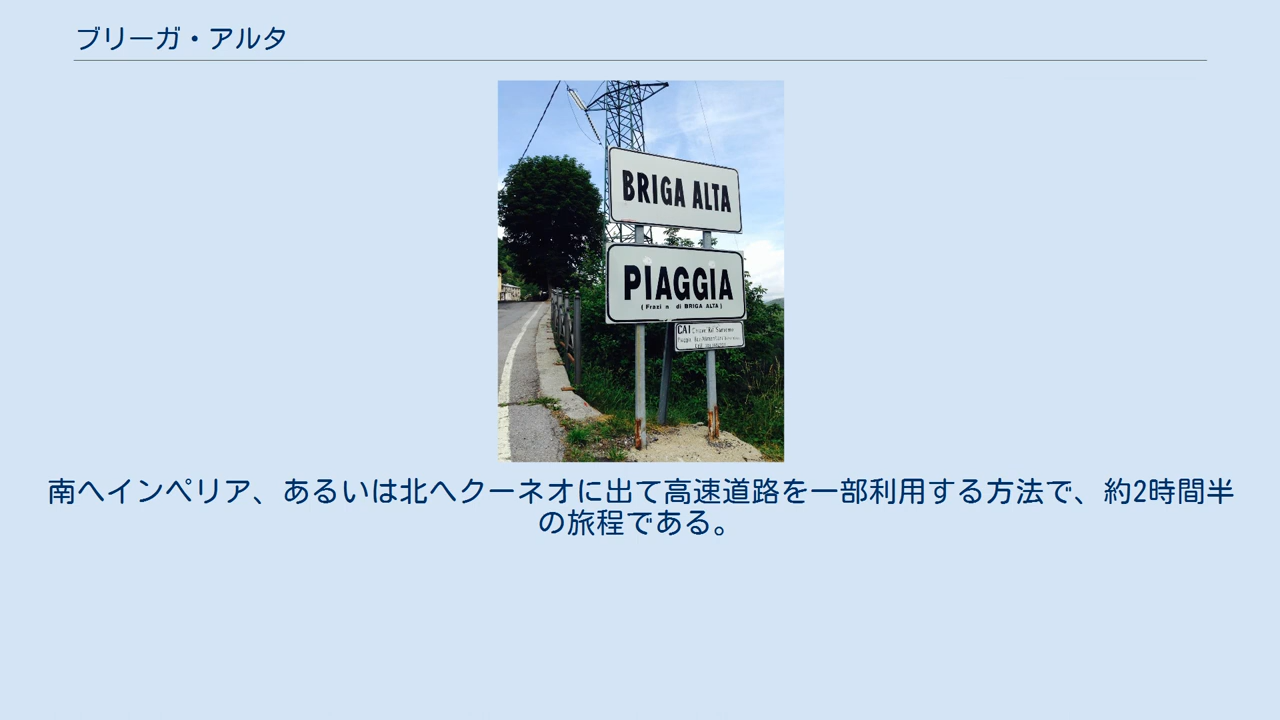 ブリーガ・アルタ
BRIGA ALTA
PIAGGIA
di BRIGA ALTA)
CAI
南へインペリア、あるいは北へクーネオに出て高速道路を一部利用する方法で、約2時間半
の旅程である。